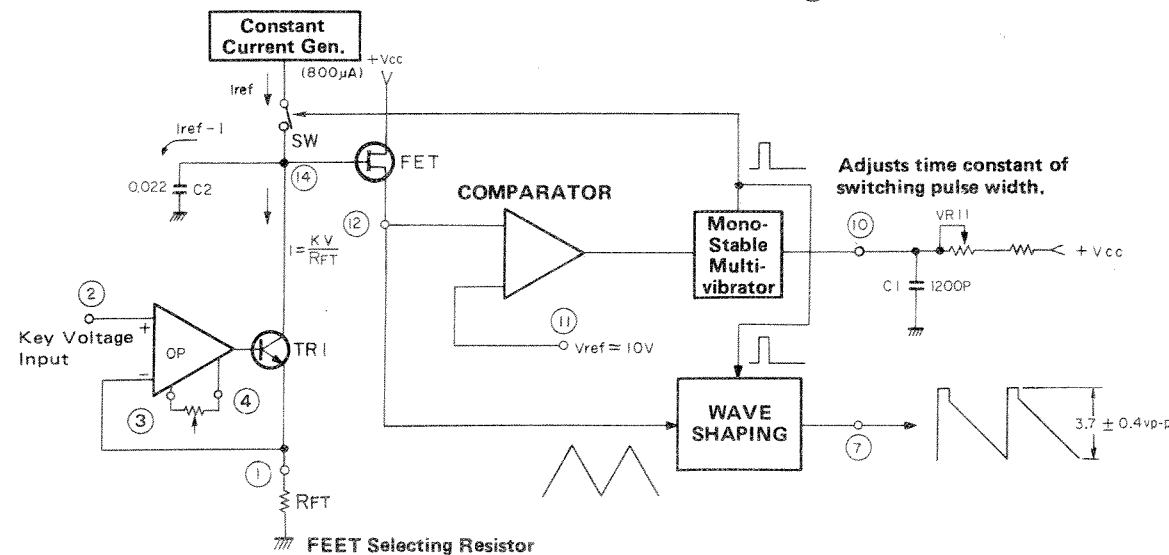 Constant
Current Gen.
(800μA)
+Vcc
Iref
SW
Iref-I
0,022
C2
14
FET
12
I=KV/RFT
COMPARATOR
11
Vref=10V
Mono-
Stable
Multi-
vibrator
Adjusts time constant of
switching pulse width.
10
VR11
+Vcc
C1
1200P
2
Key Voltage
Input
+
OP
-
TR1
3
4
1
RFT
FEET Selecting Resistor
WAVE
SHAPING
7
3.7 ± 0.4vp-p